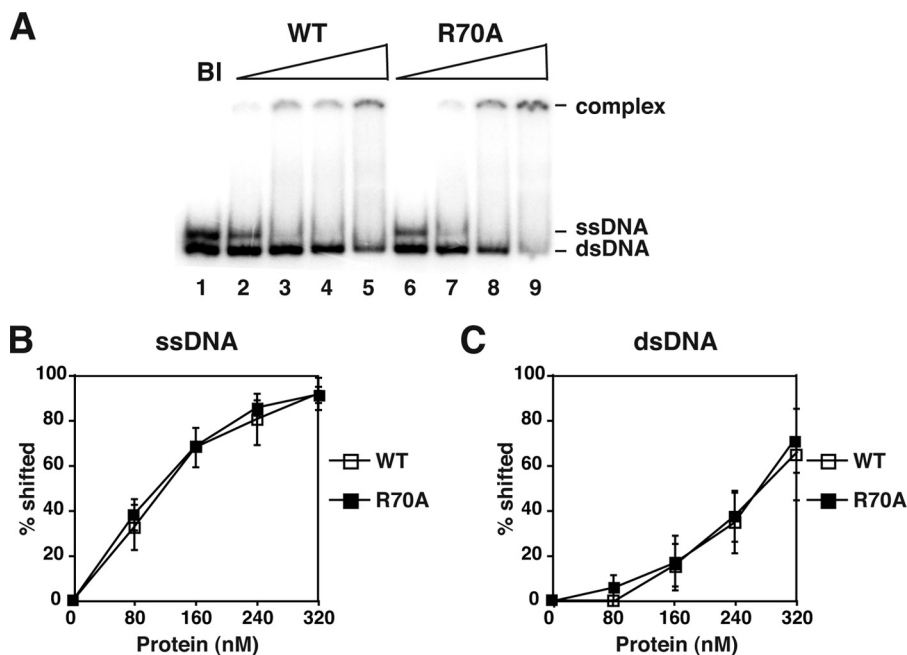 A
WT R70A
Bl
complex
ssDNA
dsDNA
1 2 3 4 5 6 7 8 9
B
ssDNA
% shifted
100
80
60
40
20
0
0 80 160 240 320
Protein (nM)
WT
R70A
C
dsDNA
% shifted
100
80
60
40
20
0
0 80 160 240 320
Protein (nM)
WT
R70A